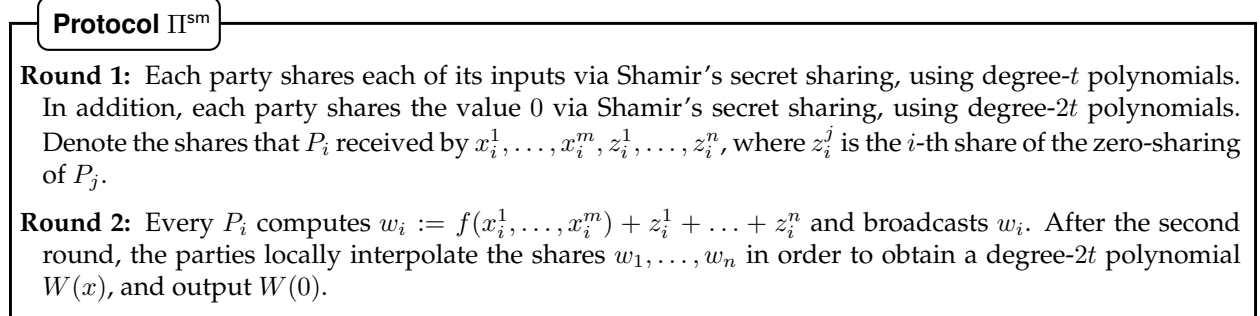 Protocol Πˢᵐ
Round 1: Each party shares each of its inputs via Shamir's secret sharing, using degree-t polynomials.
In addition, each party shares the value 0 via Shamir's secret sharing, using degree-2t polynomials.
Denote the shares that P_i received by x_i^1, . . . , x_i^m, z_i^1, . . . , z_i^n, where z_i^j is the i-th share of the zero-sharing
of P_j.
Round 2: Every P_i computes w_i := f(x_i^1, . . . , x_i^m) + z_i^1 + . . . + z_i^n and broadcasts w_i. After the second
round, the parties locally interpolate the shares w_1, . . . , w_n in order to obtain a degree-2t polynomial
W(x), and output W(0).